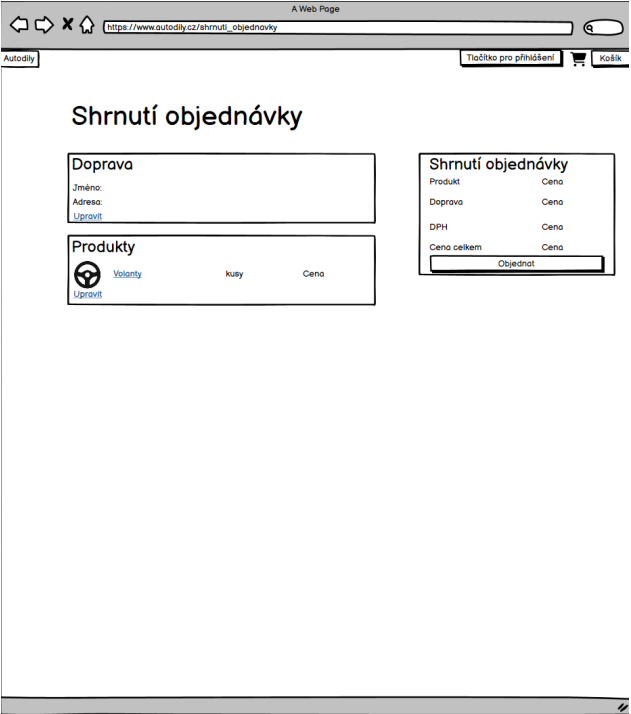 A Web Page
https://www.autodily.cz/shrnuti_objednavky
Autodily
Tlačítko pro přihlášení
Košík
Shrnutí objednávky
Doprava
Jméno:
Adresa:
Upravit
Produkty
Volanty kusy Cena
Upravit
Shrnutí objednávky
Produkt Cena
Doprava Cena
DPH Cena
Cena celkem Cena
Objednat